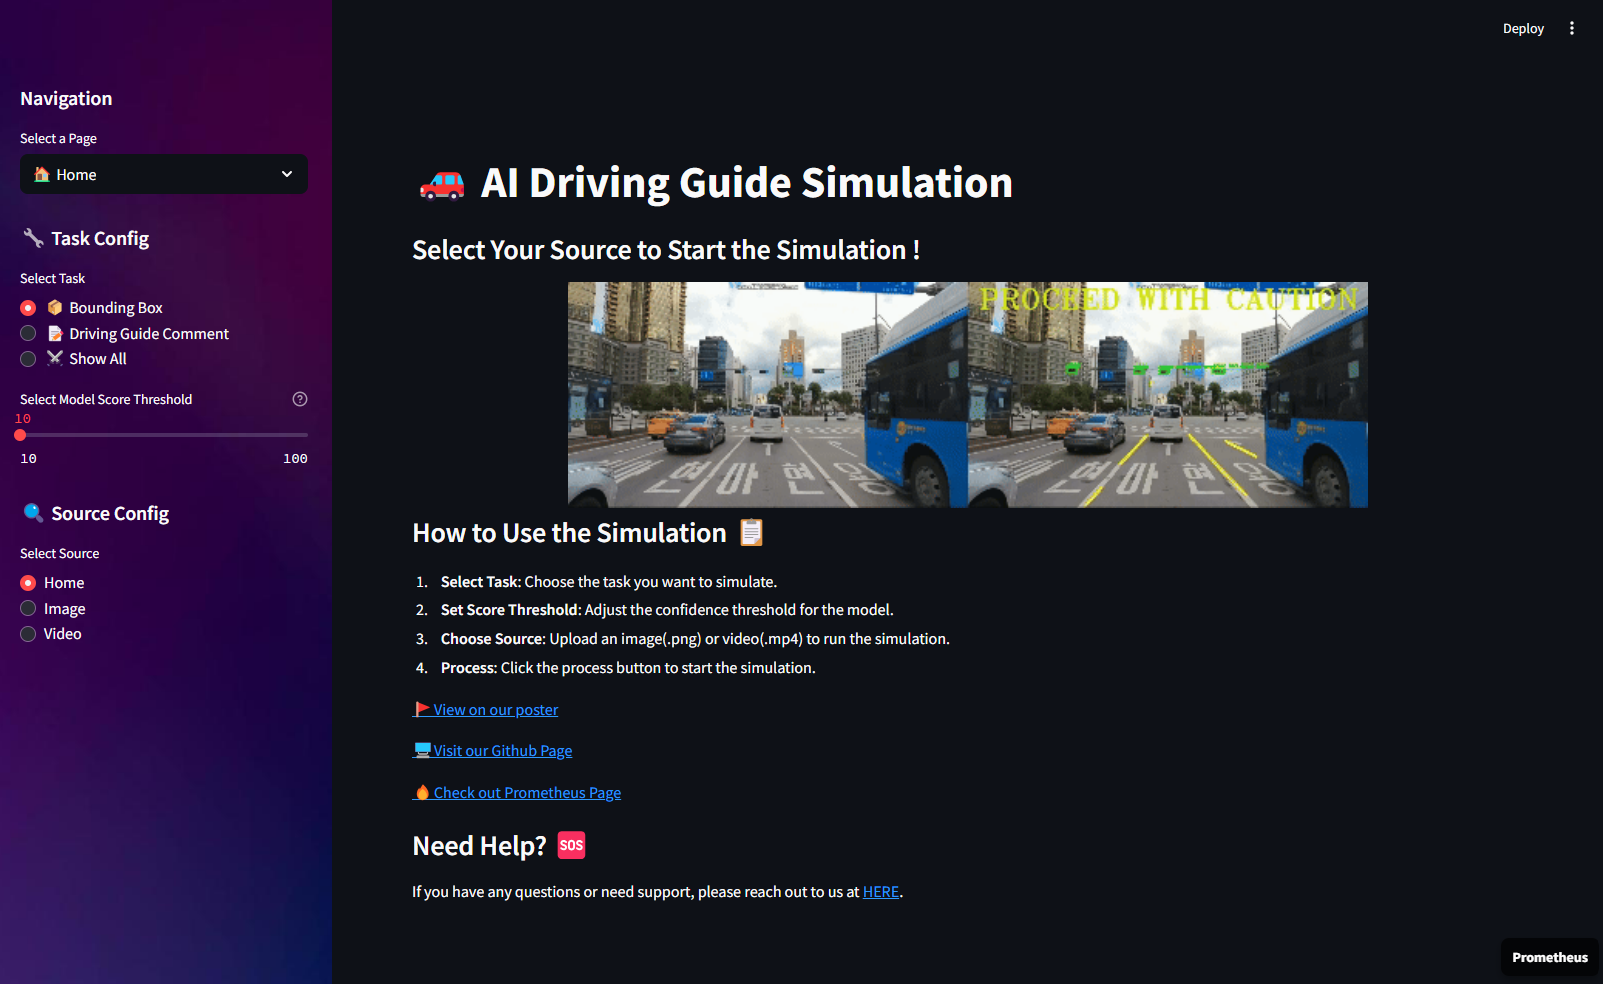 Deploy
Navigation
Select a Page
Home
Task Config
Select Task
Bounding Box
Driving Guide Comment
Show All
Select Model Score Threshold
10
10 100
Source Config
Select Source
Home
Image
Video
AI Driving Guide Simulation
Select Your Source to Start the Simulation !
PROCEED WITH CAUTION
How to Use the Simulation
1. Select Task: Choose the task you want to simulate.
2. Set Score Threshold: Adjust the confidence threshold for the model.
3. Choose Source: Upload an image(.png) or video(.mp4) to run the simulation.
4. Process: Click the process button to start the simulation.
View on our poster
Visit our Github Page
Check out Prometheus Page
Need Help? SOS
If you have any questions or need support, please reach out to us at HERE.
Prometheus